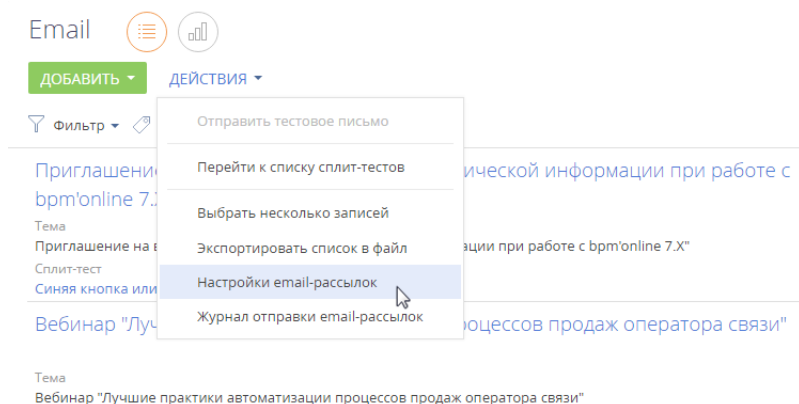 Email
ДОБАВИТЬ
ДЕЙСТВИЯ
Фильтр
Отправить тестовое письмо
Перейти к списку сплит-тестов
Выбрать несколько записей
Экспортировать список в файл
Настройки email-рассылок
Журнал отправки email-рассылок
Приглашение ической информации при работе с
bpm'online 7.
Тема
Приглашение на ации при работе с bpm'online 7.X"
Сплит-тест
Синяя кнопка или
Вебинар "Луч оцессов продаж оператора связи"
Тема
Вебинар "Лучшие практики автоматизации процессов продаж оператора связи"